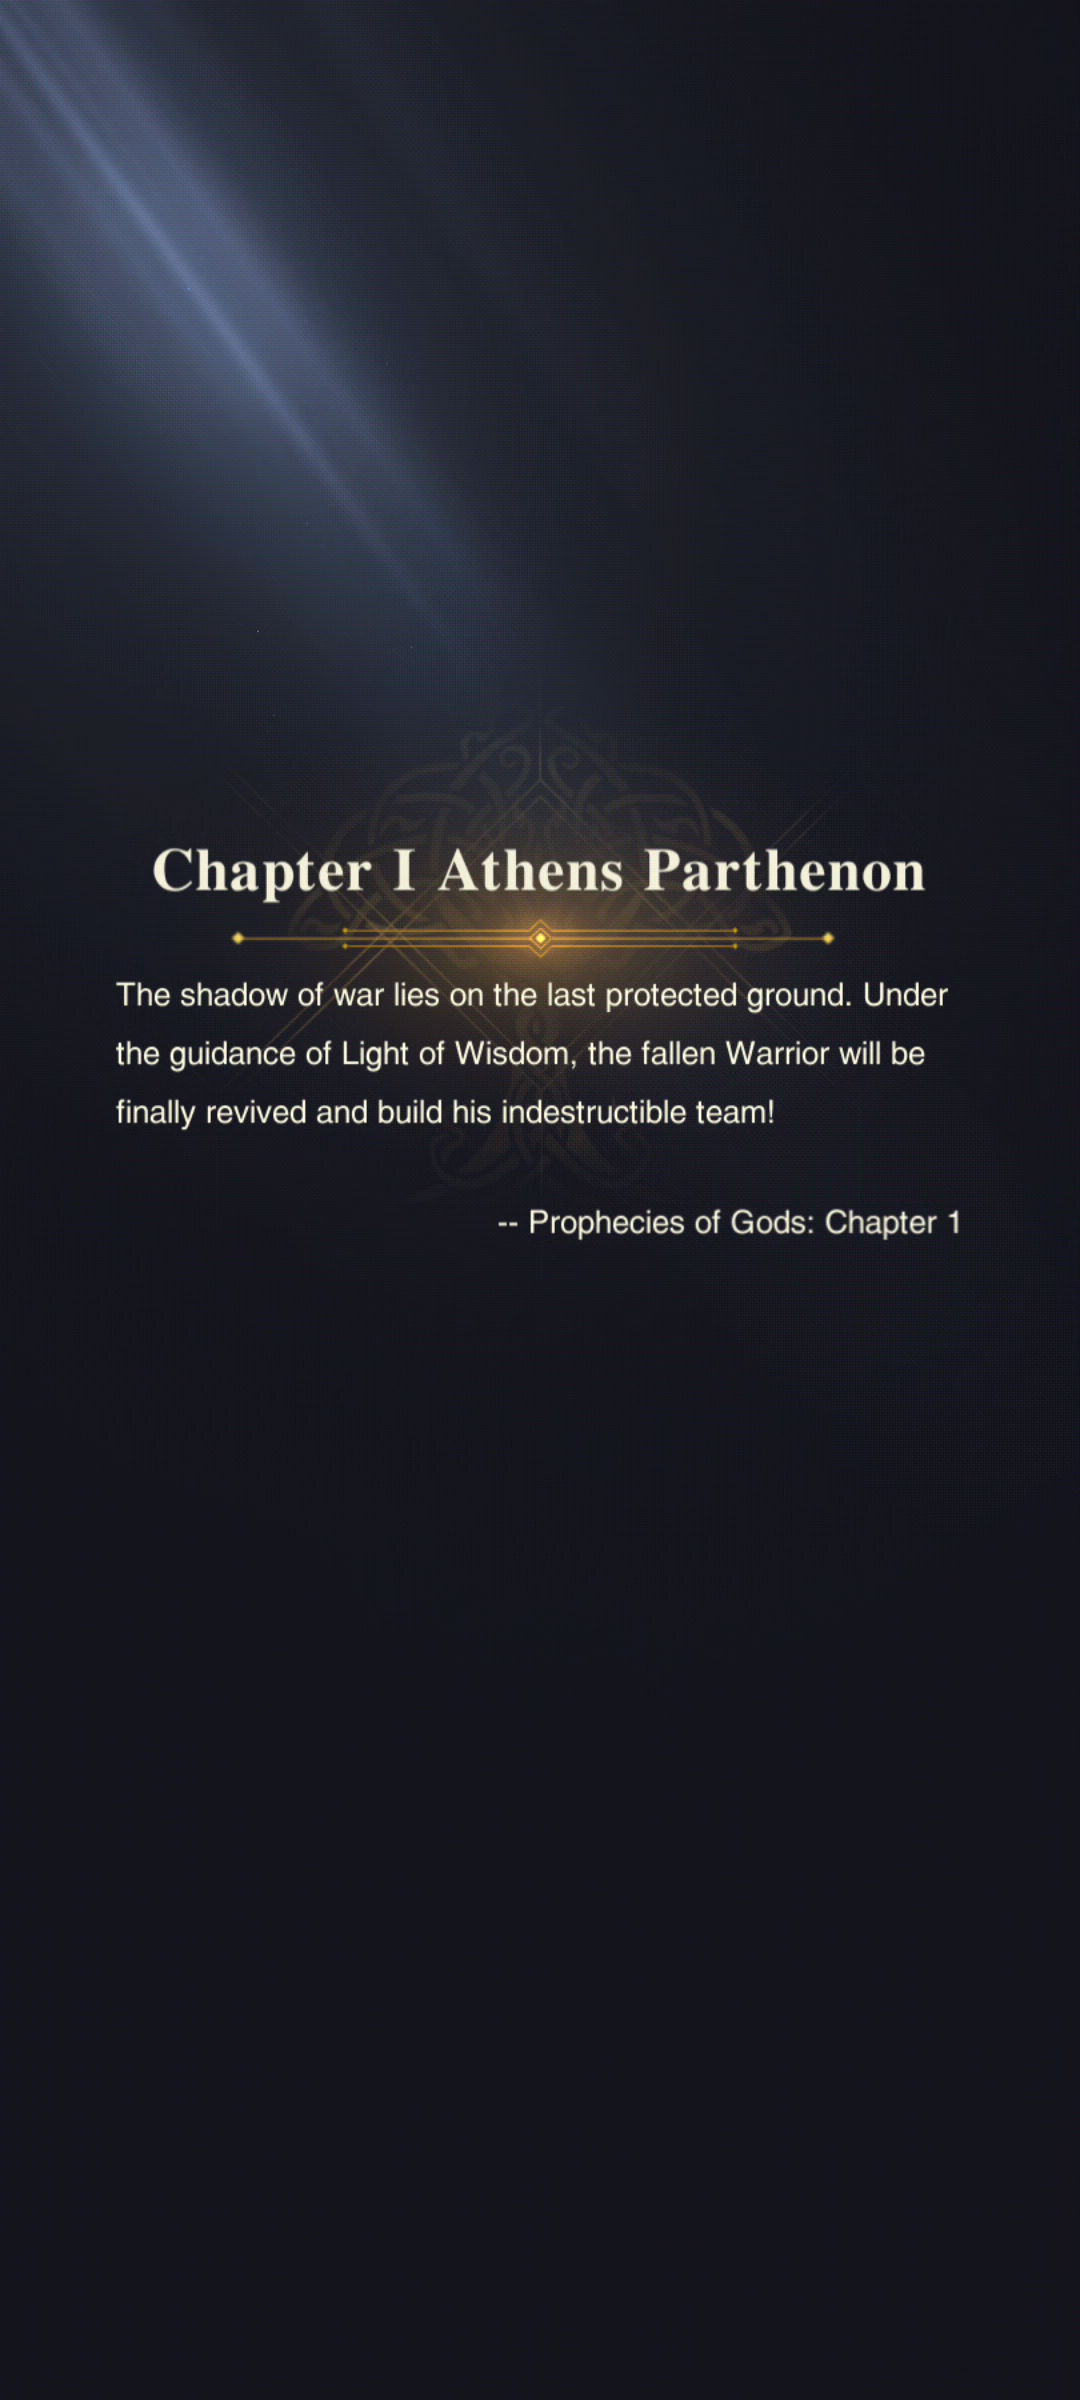 Chapter I Athens Parthenon
The shadow of war lies on the last protected ground. Under
the guidance of Light of Wisdom, the fallen Warrior will be
finally revived and build his indestructible team!
-- Prophecies of Gods: Chapter 1